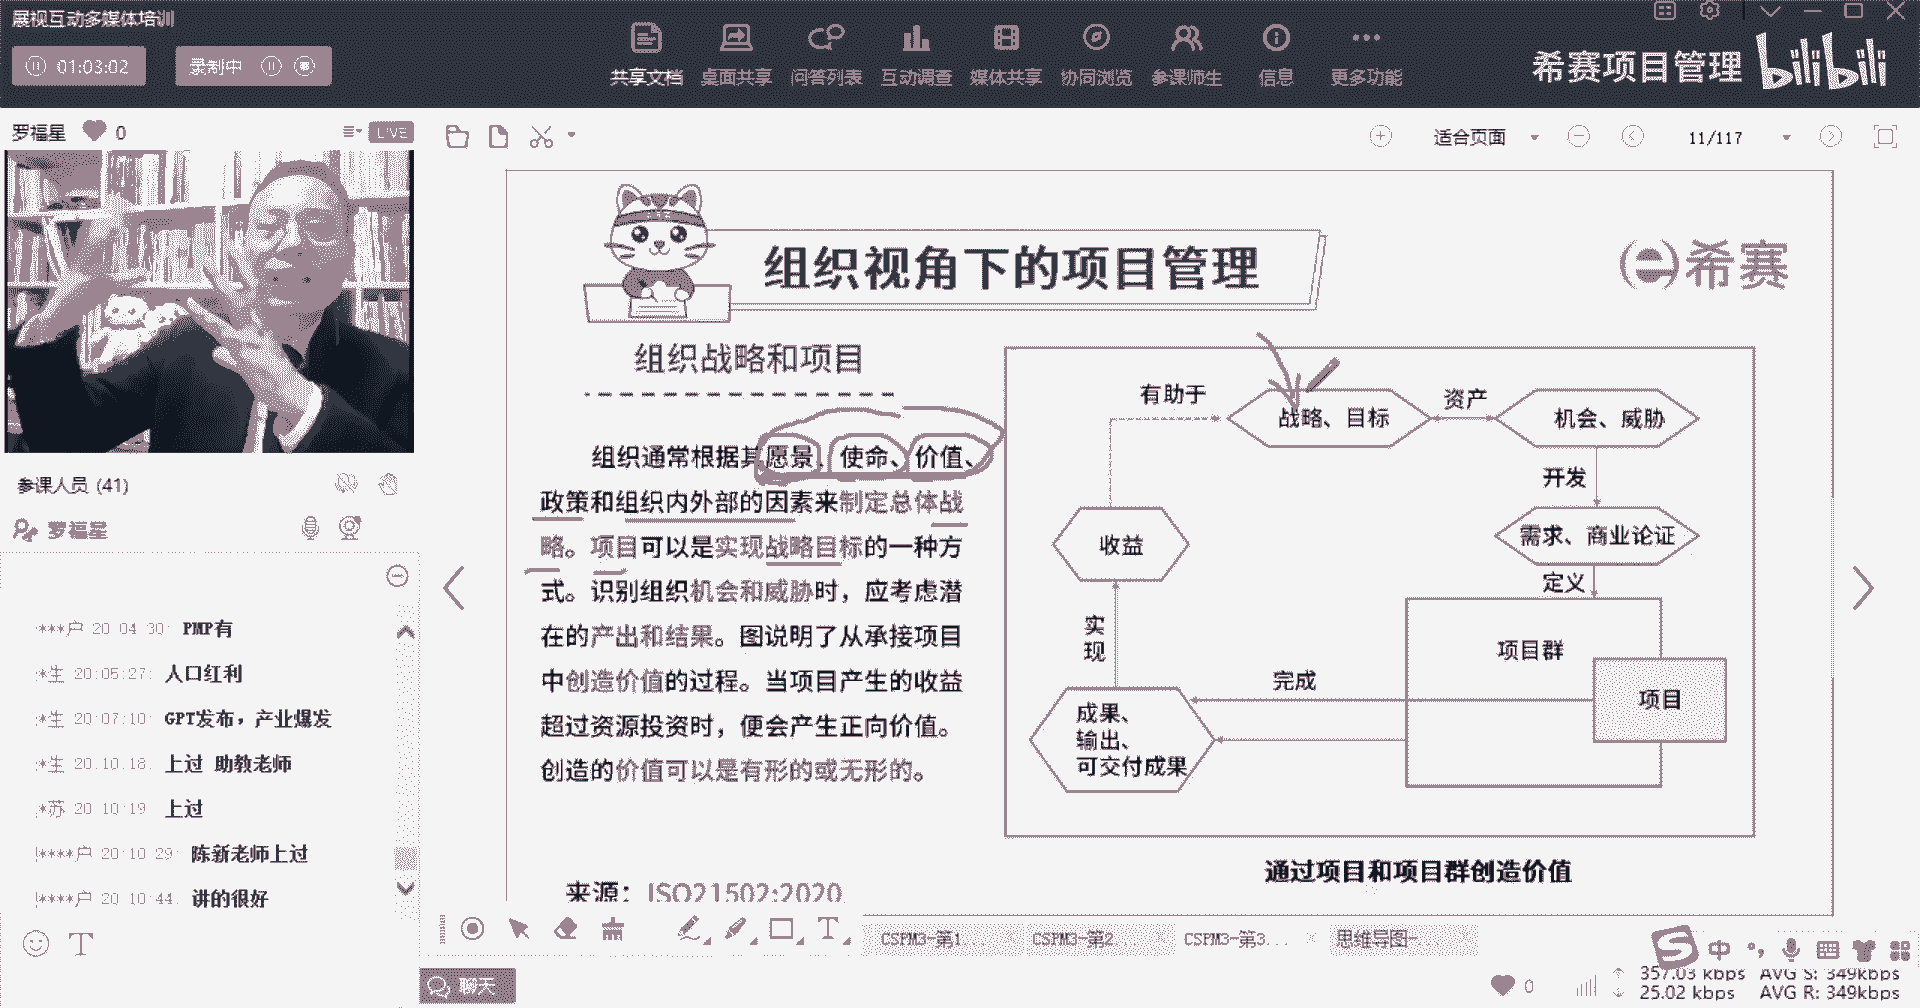 展视互动多媒体培训
01:03:02
录制中
共享文档 桌面共享 问答列表 互动调查 媒体共享 协同浏览 参课师生 信息 更多功能
希赛项目管理 bilibili
罗福星 0
LIVE
适合页面
11/117
参课人员 (41)
罗福星
***户 20:04:30: PMP有
*生 20:05:27: 人口红利
*生 20:07:10: GPT发布，产业爆发
*生 20:10:18: 上过 助教老师
*苏 20:10:19: 上过
****户 20:10:29: 陈新老师上过
****户 20:10:44: 讲的很好
组织视角下的项目管理
希赛
组织战略和项目
组织通常根据其愿景、使命、价值、
政策和组织内外部的因素来制定总体战
略。项目可以是实现战略目标的一种方
式。识别组织机会和威胁时，应考虑潜
在的产出和结果。图说明了从承接项目
中创造价值的过程。当项目产生的收益
超过资源投资时，便会产生正向价值。
创造的价值可以是有形的或无形的。
来源：ISO21502:2020
有助于
战略、目标
资产
机会、威胁
开发
需求、商业论证
定义
收益
实现
项目群
项目
完成
成果、
输出、
可交付成果
通过项目和项目群创造价值
CSPM3-第1...
CSPM3-第2...
CSPM3-第3...
思维导图-...
聊天
中
0
357.03 kbps AVG S: 349kbps
25.02 kbps AVG R: 349kbps